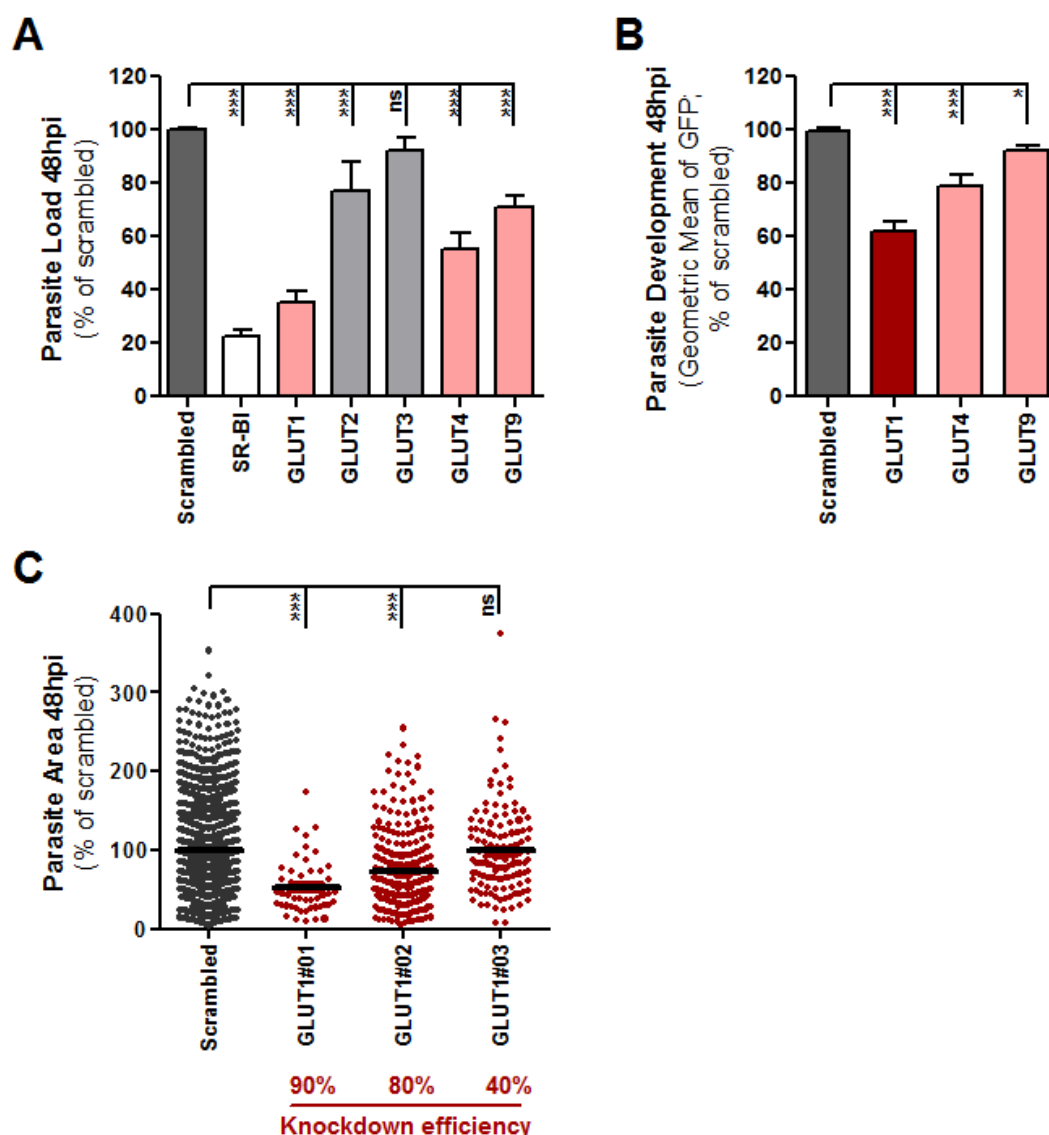 A
Parasite Load 48hpi
(% of scrambled)
120
100
80
60
40
20
0
***
***
***
ns
***
***
Scrambled
SR-BI
GLUT1
GLUT2
GLUT3
GLUT4
GLUT9
B
Parasite Development 48hpi
(Geometric Mean of GFP;
% of scrambled)
120
100
80
60
40
20
0
***
***
*
Scrambled
GLUT1
GLUT4
GLUT9
C
Parasite Area 48hpi
(% of scrambled)
400
300
200
100
0
***
***
ns
Scrambled
GLUT1#01
GLUT1#02
GLUT1#03
90%
80%
40%
Knockdown efficiency